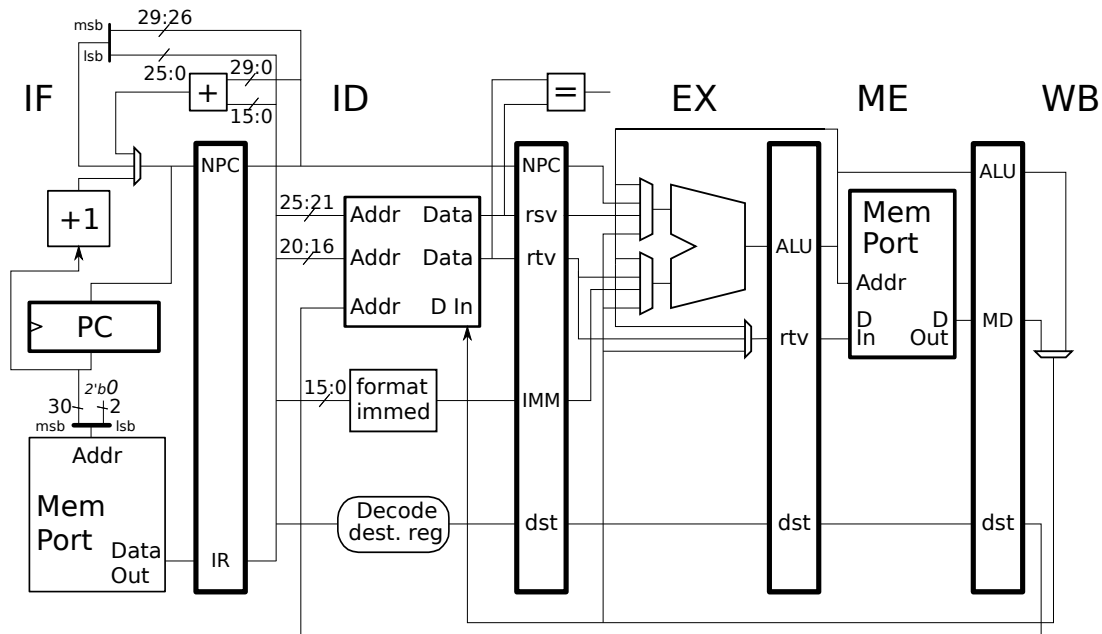 29:26
msb
lsb
25:0
29:0
15:0
+
=
IF
ID
EX
ME
WB
NPC
NPC
ALU
+1
25:21
Addr
Data
rsv
Mem
Port
20:16
Addr
Data
rtv
ALU
Addr
PC
Addr
D In
D
In
D
Out
MD
rtv
2'b0
30
2
msb
lsb
15:0
format
immed
IMM
Addr
Mem
Port
Data
Out
IR
Decode
dest. reg
dst
dst
dst